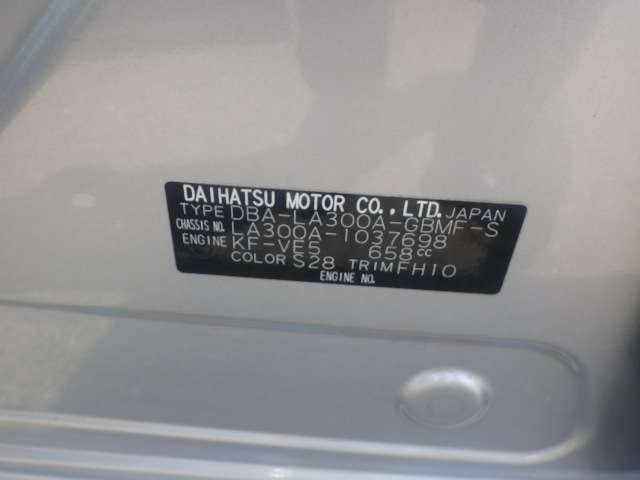 DAIHATSU MOTOR CO., LTD. JAPAN
TYPE DBA-LA300A-GBMF-S
CHASSIS NO. LA300A-1037698
ENGINE KF-VE5 658CC
COLOR S28 TRIM FH10
ENGINE NO.